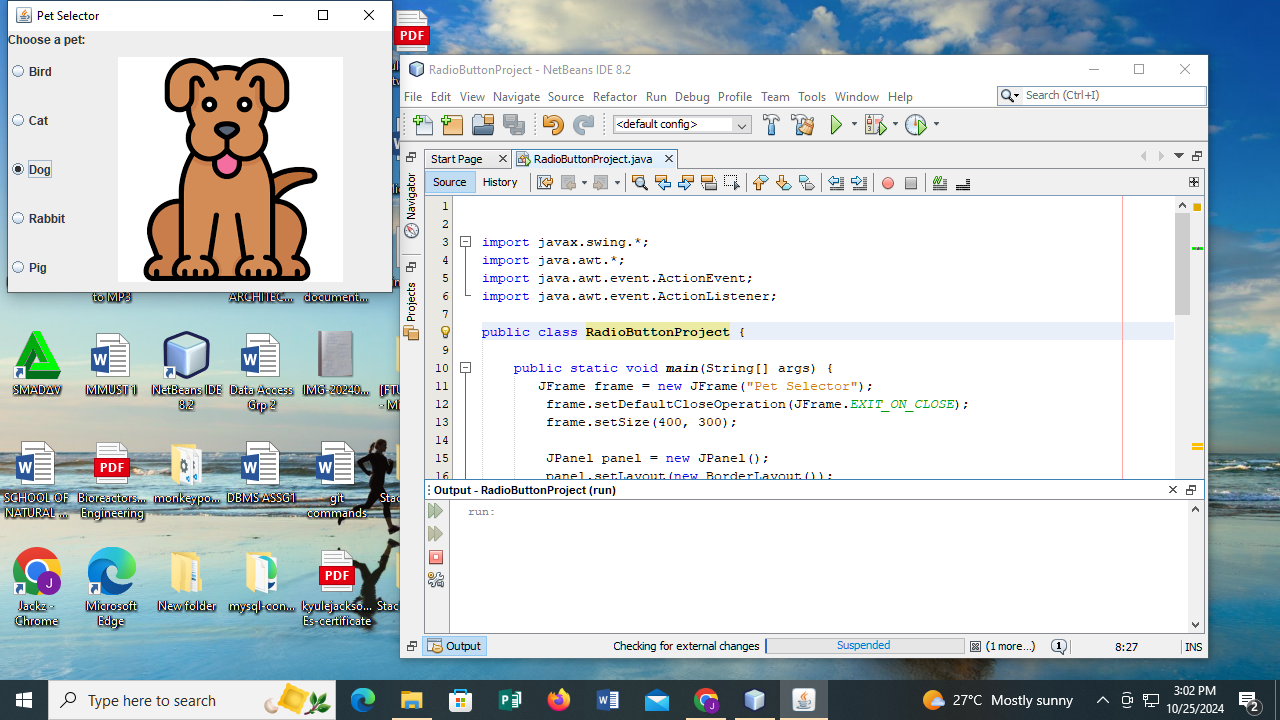 Pet Selector
Choose a pet:
Bird
Cat
Dog
Rabbit
Pig
PDF
RadioButtonProject - NetBeans IDE 8.2
File Edit View Navigate Source Refactor Run Debug Profile Team Tools Window Help
Search (Ctrl+I)
<default config>
Start Page
RadioButtonProject.java
Source History
Navigator
Projects
1
2
3 import javax.swing.*;
4 import java.awt.*;
5 import java.awt.event.ActionEvent;
6 import java.awt.event.ActionListener;
7
public class RadioButtonProject {
9
10 public static void main(String[] args) {
11 JFrame frame = new JFrame("Pet Selector");
12 frame.setDefaultCloseOperation(JFrame.EXIT_ON_CLOSE);
13 frame.setSize(400, 300);
14
15 JPanel panel = new JPanel();
16 panel.setLayout(new BorderLayout());
Output - RadioButtonProject (run)
run:
Output
Checking for external changes
Suspended
(1 more...)
1
8:27
INS
to MP3
ARCHITEC...
document...
SMADAV
MMUST 1
NetBeans IDE
8.2
Data Access
Grp 2
IMG-20240...
SCHOOL OF
NATURAL ...
PDF
Bioreactors...
Engineering
monkeypo...
DBMS ASSG1
git
commands
Jackz -
Chrome
Microsoft
Edge
New folder
mysql-con...
PDF
kyulejackso...
Es-certificate
Type here to search
27°C Mostly sunny
3:02 PM
10/25/2024
2